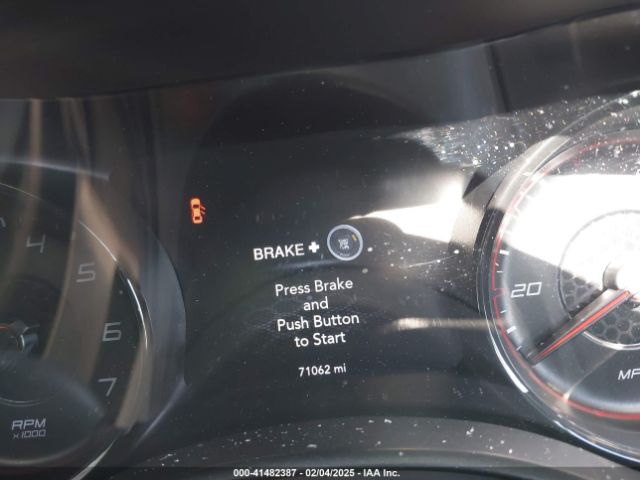 4
5
6
7
RPM
x1000
BRAKE +
Press Brake
and
Push Button
to Start
71062 mi
20
000-41482387 - 02/04/2025 - IAA Inc.